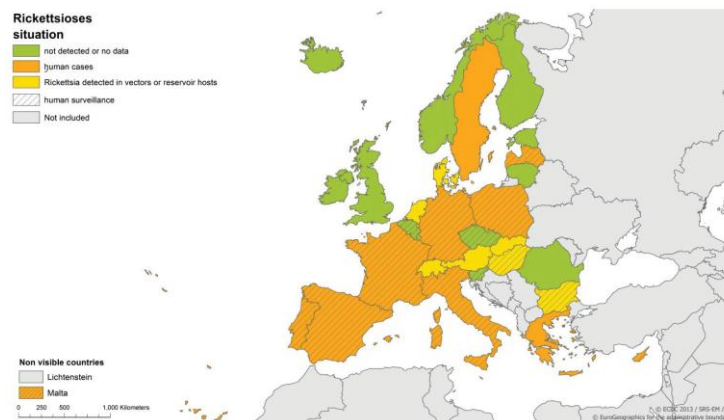 Rickettsioses
situation
not detected or no data
human cases
Rickettsia detected in vectors or reservoir hosts
human surveillance
Not included
Non visible countries
Lichtenstein
Malta
0 250 500 1,000 Kilometers
© ECDC 2013 / SRS-
© EuroGeographics for the administrative bound